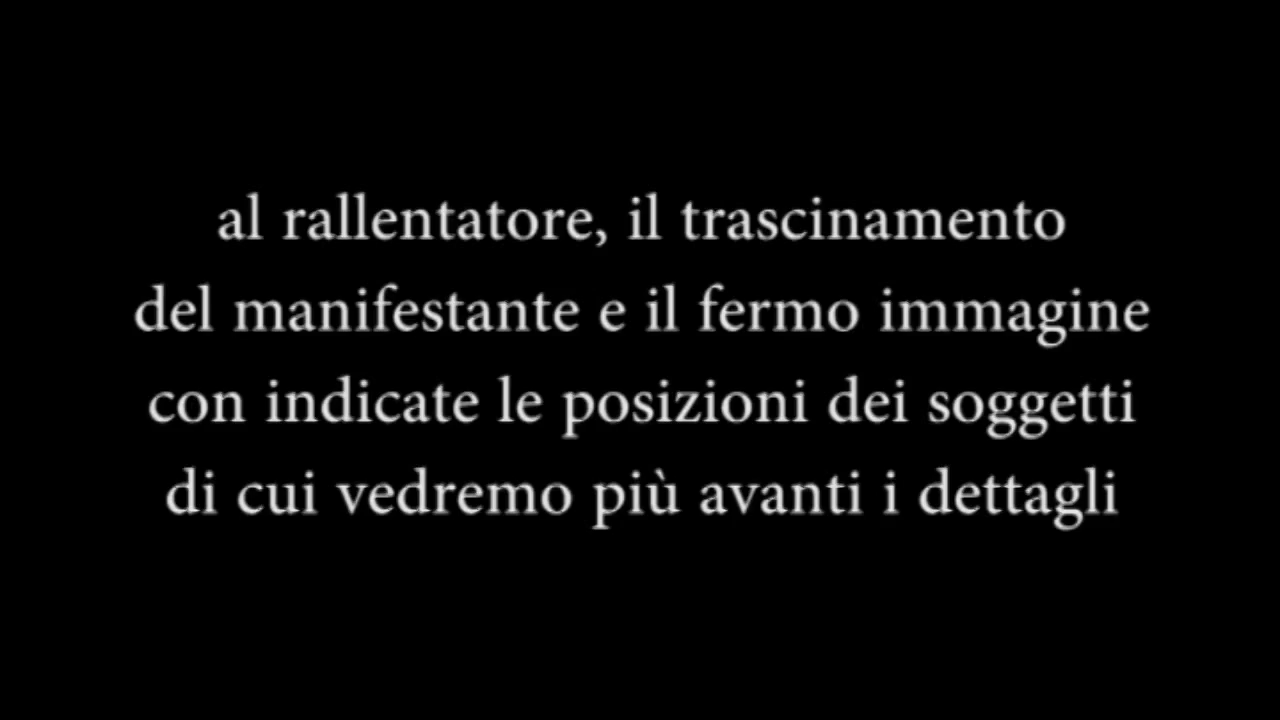 al rallentatore, il trascinamento
del manifestante e il fermo immagine
con indicate le posizioni dei soggetti
di cui vedremo più avanti i dettagli